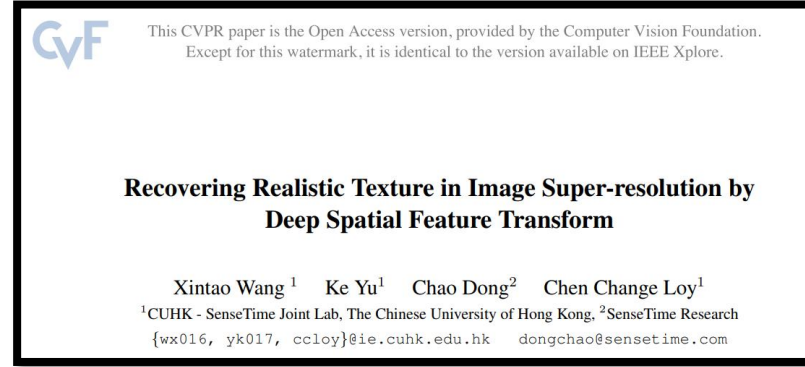 CVF
This CVPR paper is the Open Access version, provided by the Computer Vision Foundation.
Except for this watermark, it is identical to the version available on IEEE Xplore.
Recovering Realistic Texture in Image Super-resolution by
Deep Spatial Feature Transform
Xintao Wang ¹ Ke Yu¹ Chao Dong² Chen Change Loy¹
¹CUHK - SenseTime Joint Lab, The Chinese University of Hong Kong, ²SenseTime Research
{wx016, yk017, ccloy}@ie.cuhk.edu.hk dongchao@sensetime.com